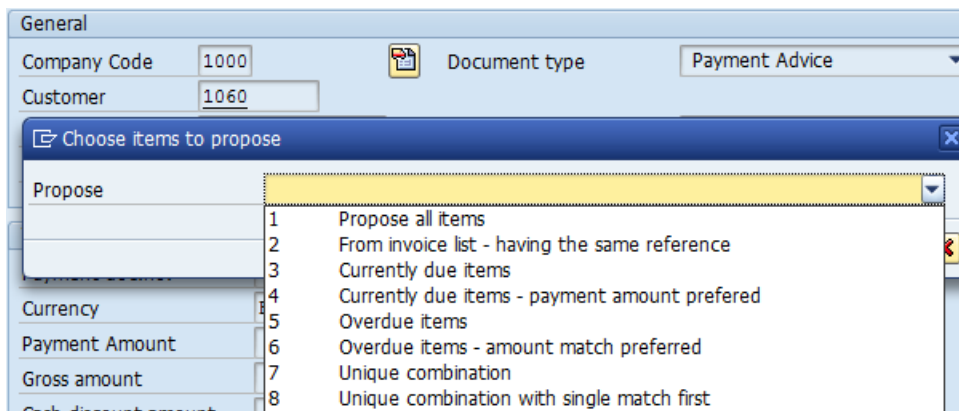 General
Company Code 1000 Document type Payment Advice
Customer 1060
Choose items to propose
Propose
1 Propose all items
2 From invoice list - having the same reference
3 Currently due items
4 Currently due items - payment amount prefered
5 Overdue items
Currency
6 Overdue items - amount match preferred
Payment Amount
7 Unique combination
Gross amount
8 Unique combination with single match first